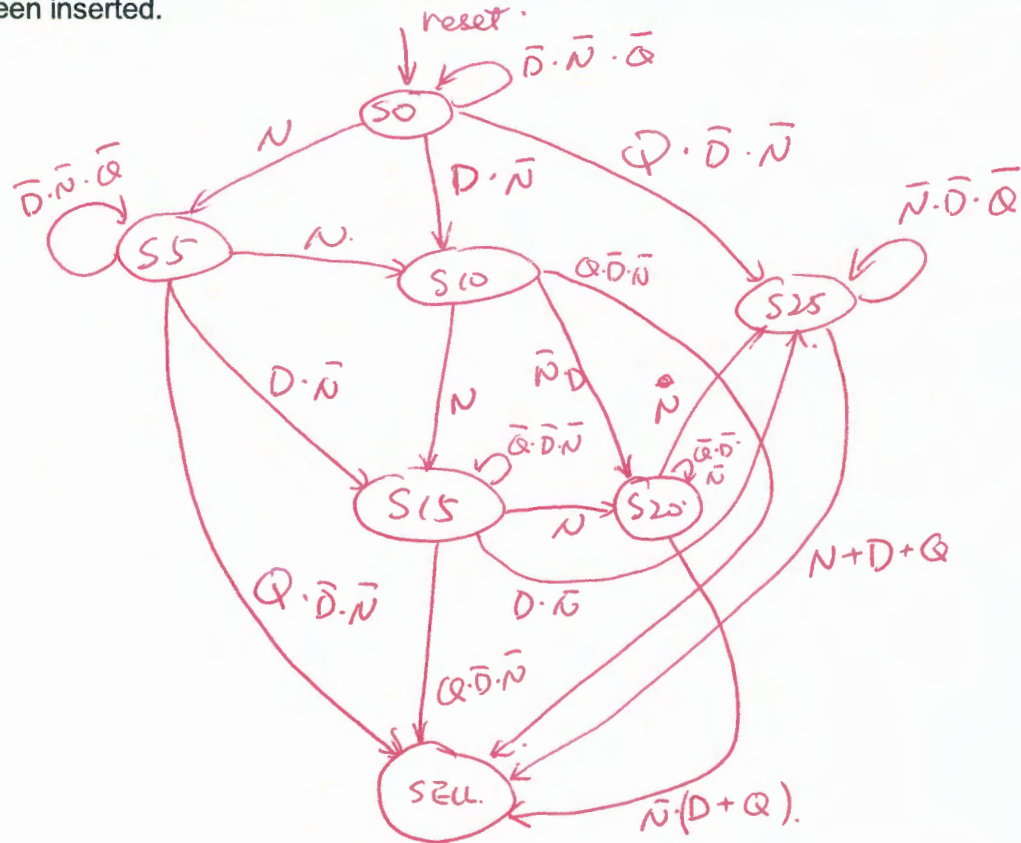 een inserted.
reset.
D̅·N̅·Q̅
S0
N
D·N̅
Q·D̅·N̅
D̅·N̅·Q̅
N̅·D̅·Q̅
S5
N.
S10
Q·D̅·N̅
S25
D·N̅
N
N̅D
N
Q̅·D̅·N̅
Q̅·D̅·
N̅
S15
N
S20
N+D+Q
Q·D̅·N̅
D·N̅
Q·D̅·N̅
SELL.
N̅·(D+Q).